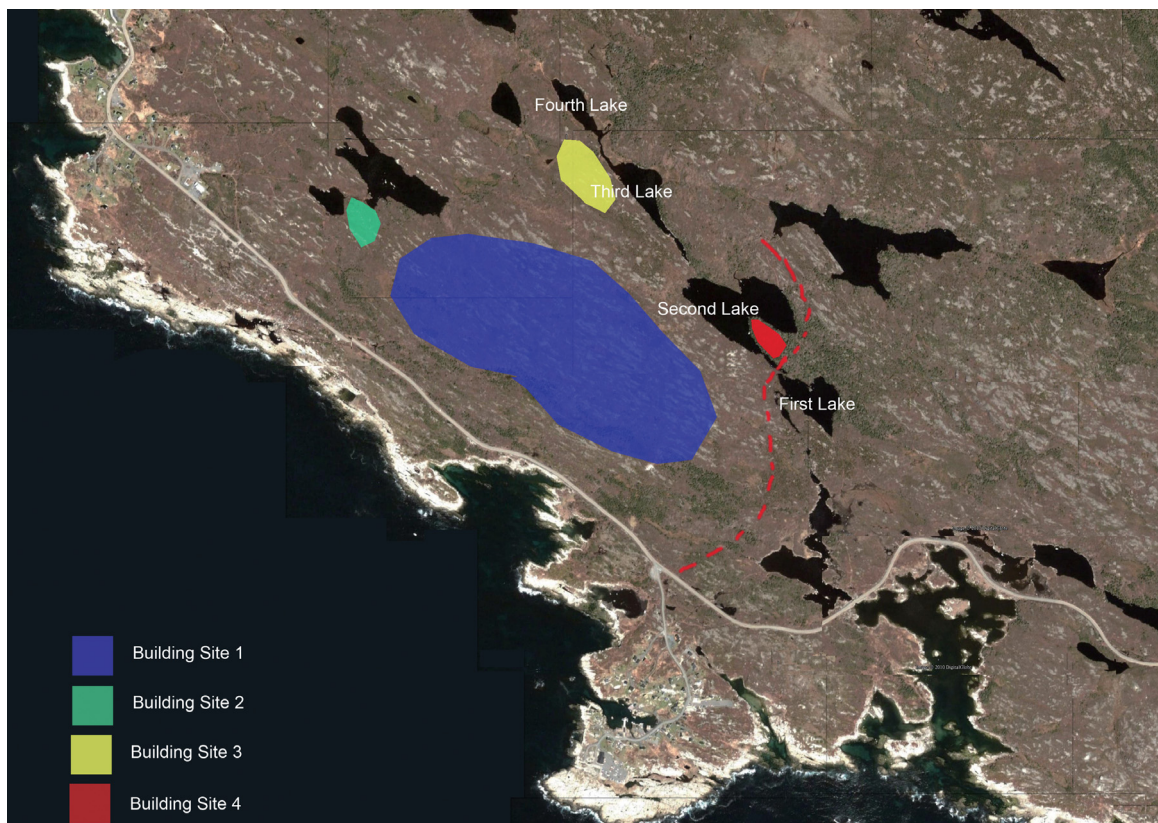 Fourth Lake
Third Lake
Second Lake
First Lake
Building Site 1
Building Site 2
Building Site 3
Building Site 4